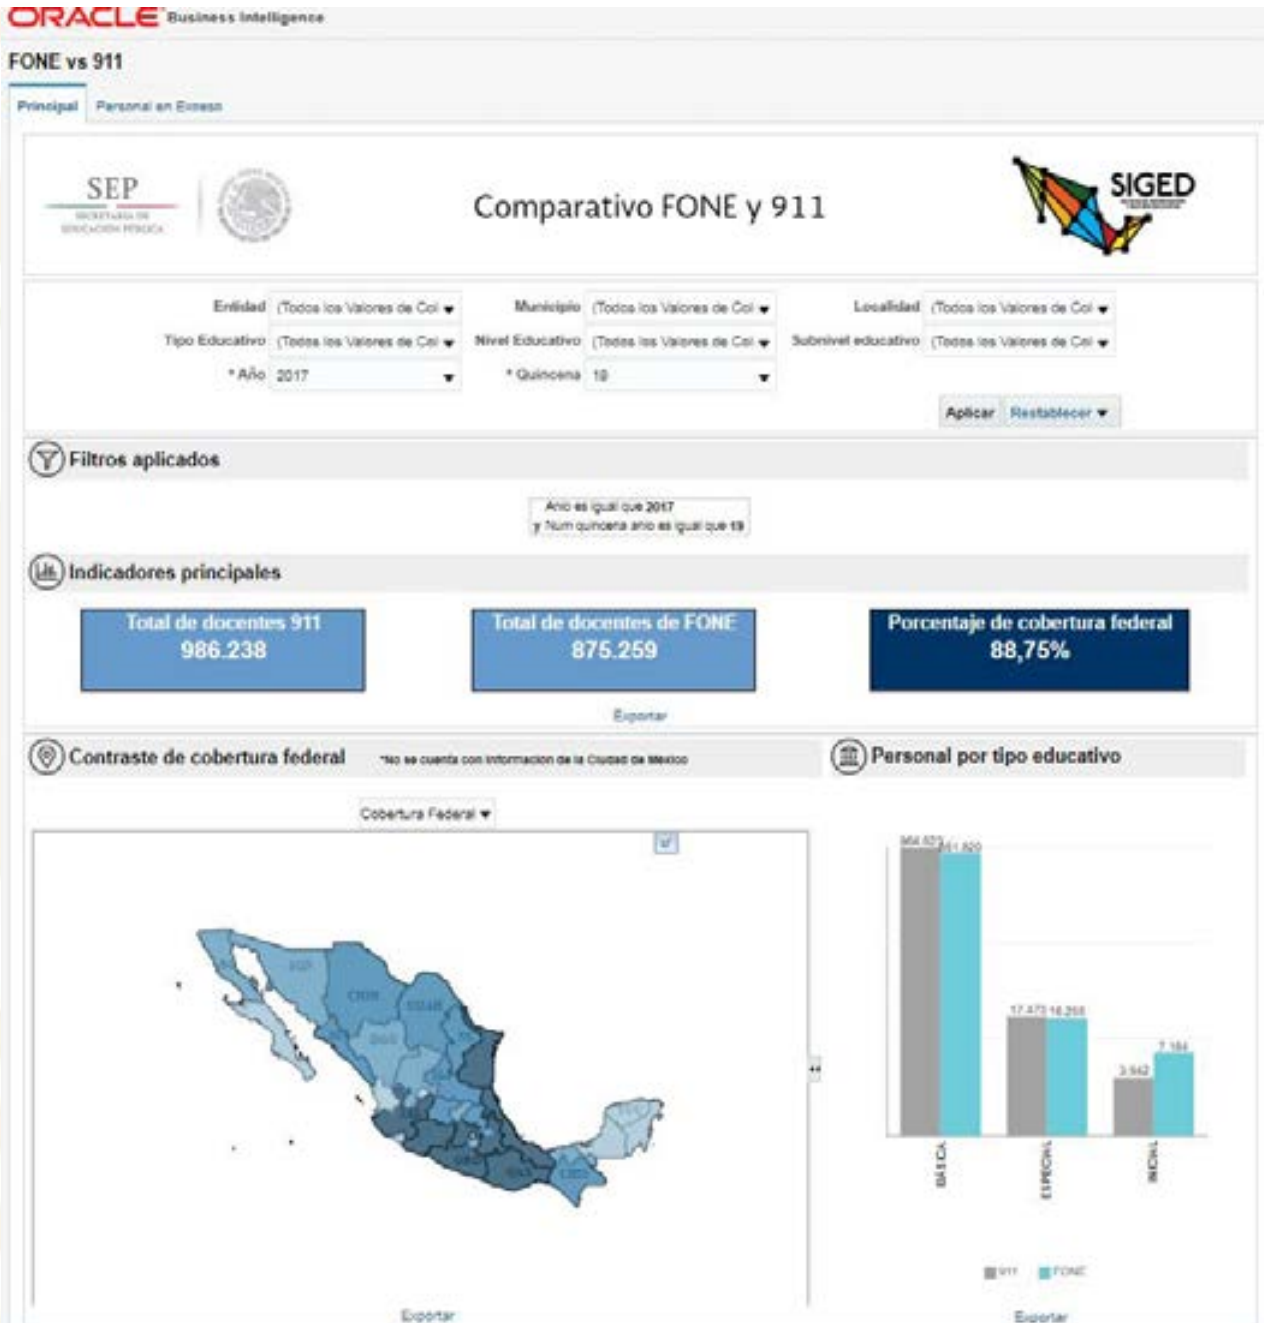 ORACLE Business Intelligence
FONE vs 911
Principal Personal en Exceso
SEP
SECRETARÍA DE
EDUCACIÓN PÚBLICA
Comparativo FONE y 911
SIGED
Entidad (Todos los Valores de Col Municipio (Todos los Valores de Col Localidad (Todos los Valores de Col
Tipo Educativo (Todos los Valores de Col Nivel Educativo (Todos los Valores de Col Subnivel educativo (Todos los Valores de Col
* Año 2017 * Quincena 19
Aplicar Restablecer
Filtros aplicados
Anio es igual que 2017
y Num quincena anio es igual que 19
Indicadores principales
Total de docentes 911
986.238
Total de docentes de FONE
875.259
Porcentaje de cobertura federal
88,75%
Exportar
Contraste de cobertura federal *No se cuenta con información de la Ciudad de México
Personal por tipo educativo
Cobertura Federal
17.473
7.184
3.942
BÁSICA
ESPECIAL
INICIAL
911 FONE
Exportar
Exportar